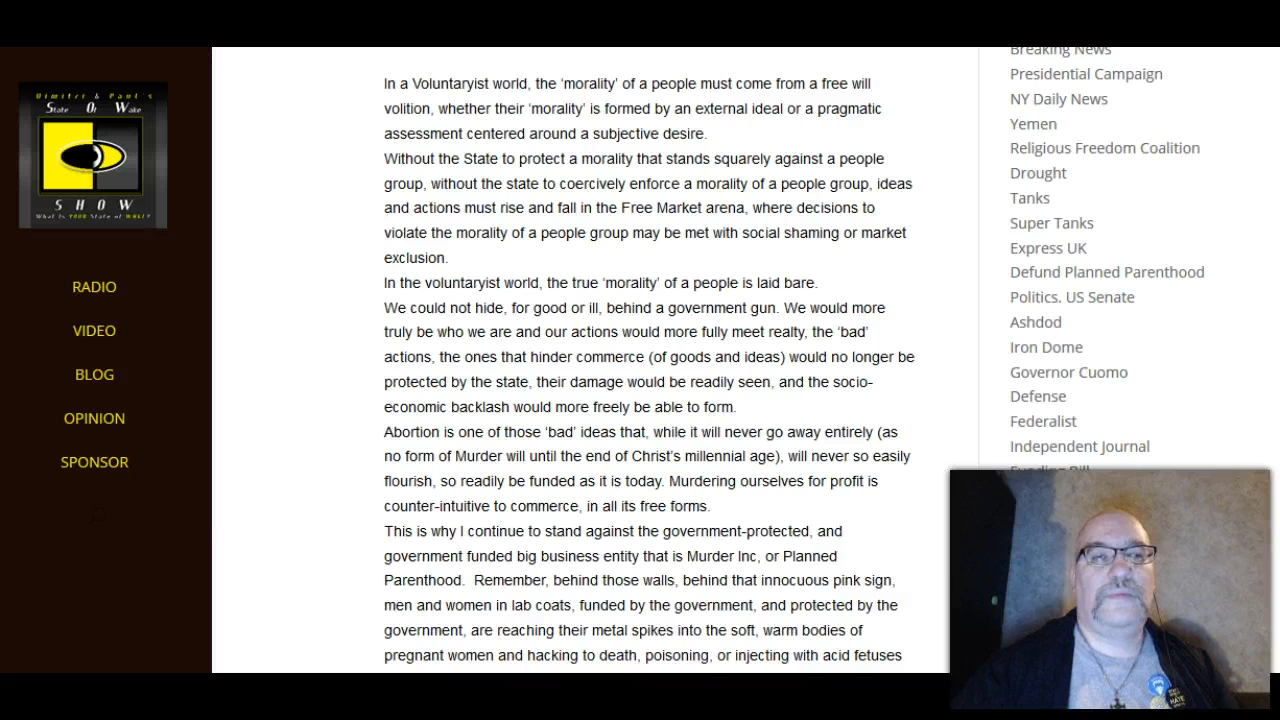 Dimiter & Paul's
State Of Wake
SHOW
What Is YOUR State of WAKE?
RADIO
VIDEO
BLOG
OPINION
SPONSOR
In a Voluntaryist world, the ‘morality’ of a people must come from a free will
volition, whether their ‘morality’ is formed by an external ideal or a pragmatic
assessment centered around a subjective desire.
Without the State to protect a morality that stands squarely against a people
group, without the state to coercively enforce a morality of a people group, ideas
and actions must rise and fall in the Free Market arena, where decisions to
violate the morality of a people group may be met with social shaming or market
exclusion.
In the voluntaryist world, the true ‘morality’ of a people is laid bare.
We could not hide, for good or ill, behind a government gun. We would more
truly be who we are and our actions would more fully meet realty, the ‘bad’
actions, the ones that hinder commerce (of goods and ideas) would no longer be
protected by the state, their damage would be readily seen, and the socio-
economic backlash would more freely be able to form.
Abortion is one of those ‘bad’ ideas that, while it will never go away entirely (as
no form of Murder will until the end of Christ’s millennial age), will never so easily
flourish, so readily be funded as it is today. Murdering ourselves for profit is
counter-intuitive to commerce, in all its free forms.
This is why I continue to stand against the government-protected, and
government funded big business entity that is Murder Inc, or Planned
Parenthood.  Remember, behind those walls, behind that innocuous pink sign,
men and women in lab coats, funded by the government, and protected by the
government, are reaching their metal spikes into the soft, warm bodies of
pregnant women and hacking to death, poisoning, or injecting with acid fetuses
Breaking News
Presidential Campaign
NY Daily News
Yemen
Religious Freedom Coalition
Drought
Tanks
Super Tanks
Express UK
Defund Planned Parenthood
Politics. US Senate
Ashdod
Iron Dome
Governor Cuomo
Defense
Federalist
Independent Journal
Funding Bill
HATE